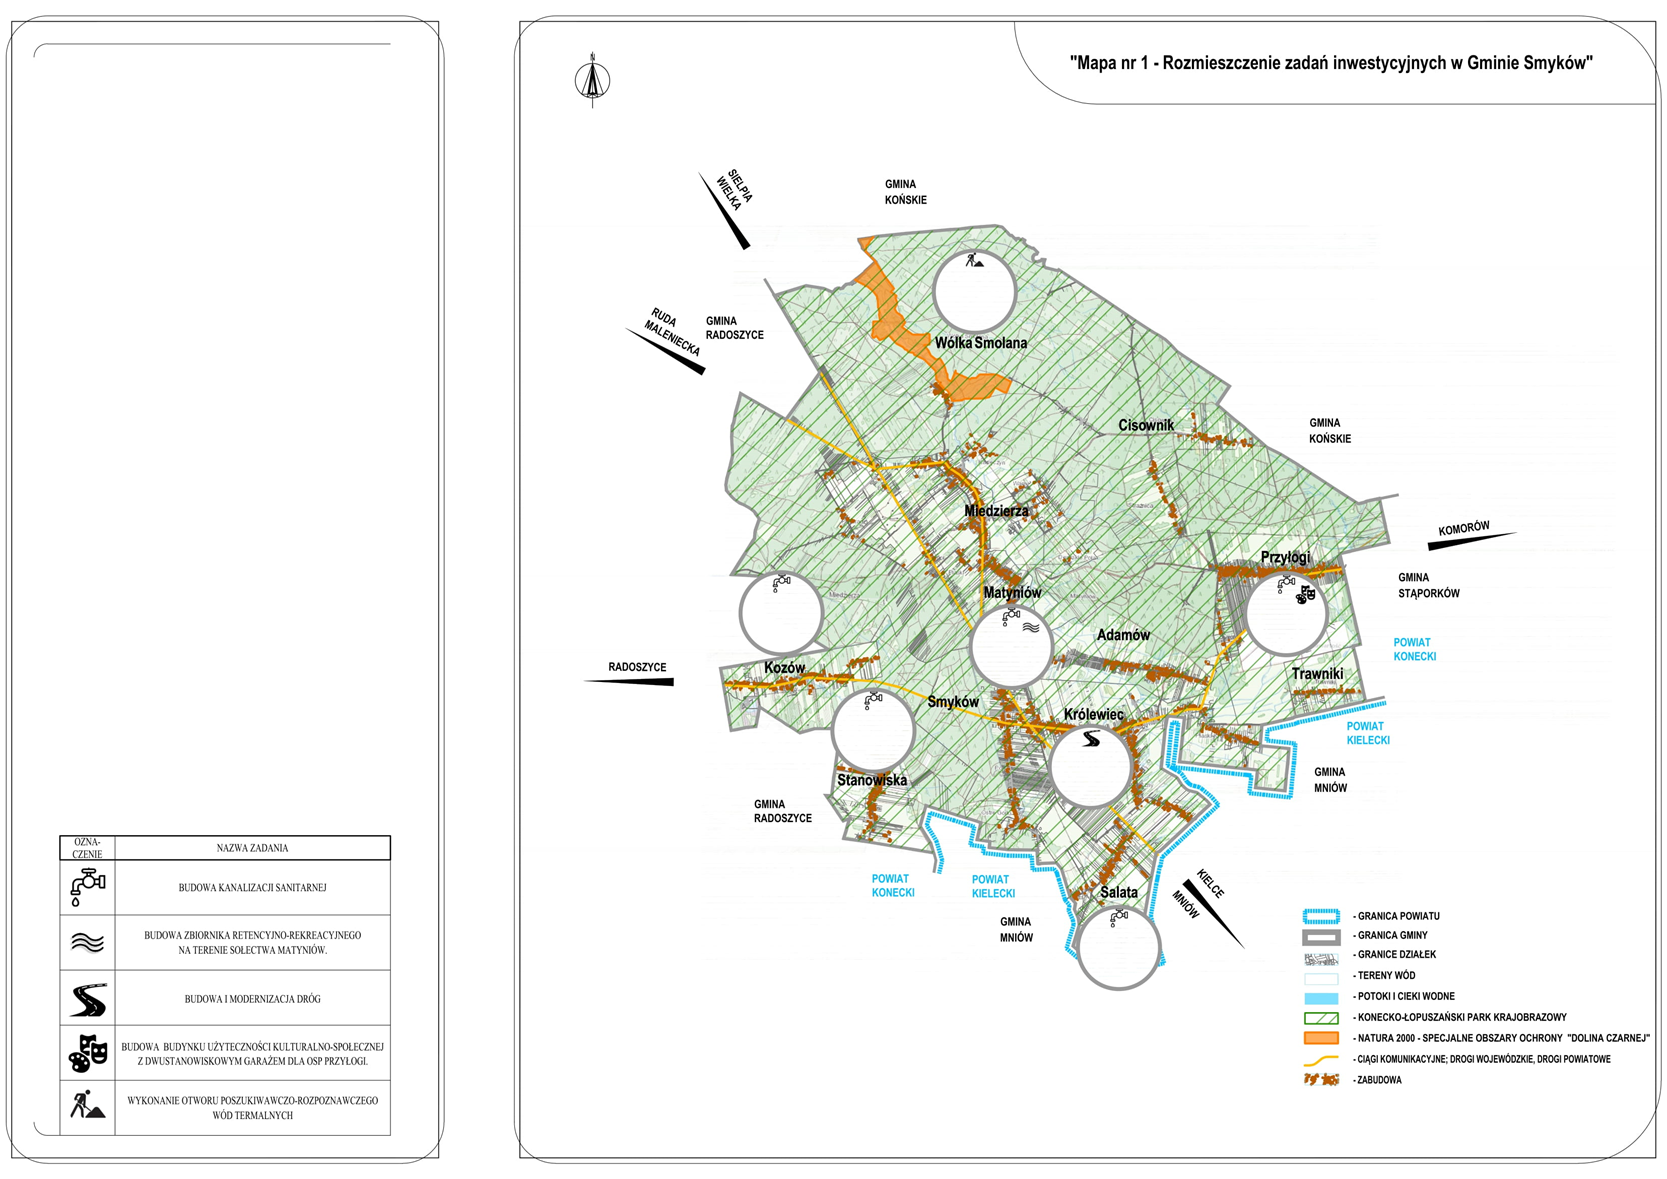 "Mapa nr 1 - Rozmieszczenie zadań inwestycyjnych w Gminie Smyków"
N
SIELPIA
WIELKA
GMINA
KOŃSKIE
RUDA
MALENIECKA
GMINA
RADOSZYCE
Wólka Smolana
Cisownik
GMINA
KOŃSKIE
Miedzierza
KOMORÓW
Przyłogi
GMINA
STĄPORKÓW
Matyniów
Miedzierza
Adamów
POWIAT
KONECKI
RADOSZYCE
Kozów
Trawniki
Smyków
Królewiec
POWIAT
KIELECKI
Stanowiska
GMINA
MNIÓW
GMINA
RADOSZYCE
POWIAT
KONECKI
POWIAT
KIELECKI
KIELCE
MNIÓW
Salata
GMINA
MNIÓW
OZNA-
CZENIE
NAZWA ZADANIA
BUDOWA KANALIZACJI SANITARNEJ
BUDOWA ZBIORNIKA RETENCYJNO-REKREACYJNEGO
NA TERENIE SOŁECTWA MATYNIÓW.
BUDOWA I MODERNIZACJA DRÓG
BUDOWA BUDYNKU UŻYTECZNOŚCI KULTURALNO-SPOŁECZNEJ
Z DWUSTANOWISKOWYM GARAŻEM DLA OSP PRZYŁOGI.
WYKONANIE OTWORU POSZUKIWAWCZO-ROZPOZNAWCZEGO
WÓD TERMALNYCH
- GRANICA POWIATU
- GRANICA GMINY
- GRANICE DZIAŁEK
- TERENY WÓD
- POTOKI I CIEKI WODNE
- KONECKO-ŁOPUSZAŃSKI PARK KRAJOBRAZOWY
- NATURA 2000 - SPECJALNE OBSZARY OCHRONY "DOLINA CZARNEJ"
- CIĄGI KOMUNIKACYJNE; DROGI WOJEWÓDZKIE, DROGI POWIATOWE
- ZABUDOWA